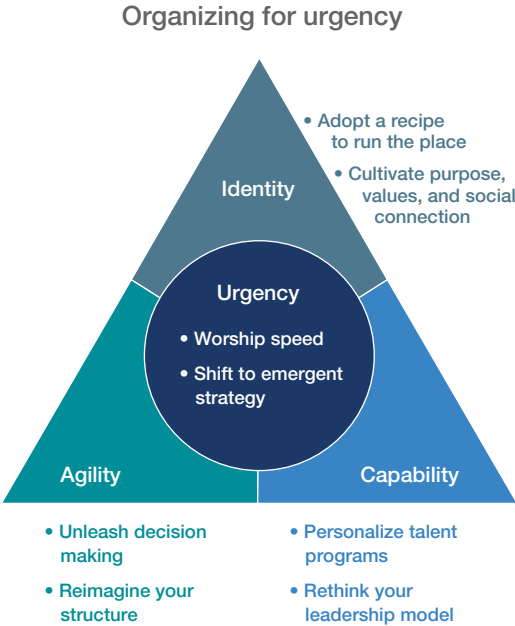 Organizing for urgency
• Adopt a recipe
to run the place
• Cultivate purpose,
values, and social
connection
Identity
Urgency
• Worship speed
• Shift to emergent
strategy
Agility
Capability
• Unleash decision
making
• Reimagine your
structure
• Personalize talent
programs
• Rethink your
leadership model